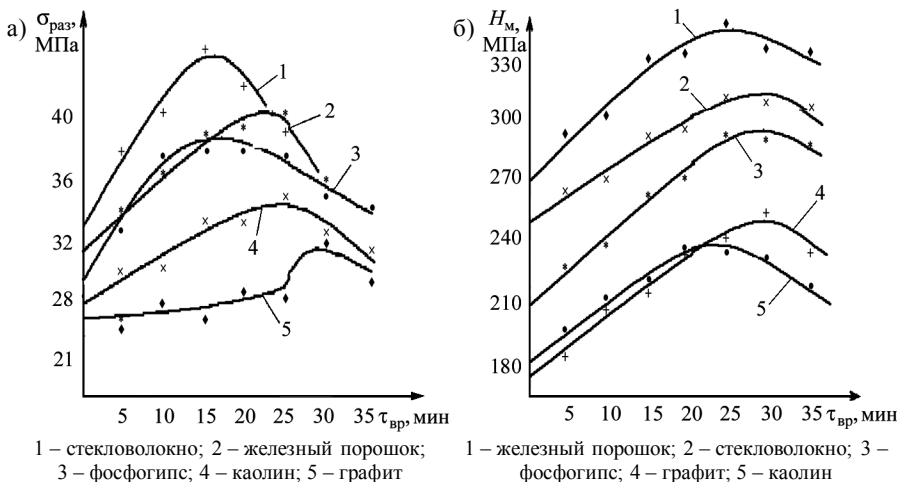 а) σраз,
МПа
40
36
32
28
21
1
2
3
4
5
5 10 15 20 25 30 35 τвр, мин
1 – стекловолокно; 2 – железный порошок;
3 – фосфогипс; 4 – каолин; 5 – графит
б) Hм,
МПа
330
300
270
240
210
180
1
2
3
4
5
5 10 15 20 25 30 35 τвр, мин
1 – железный порошок; 2 – стекловолокно; 3 –
фосфогипс; 4 – графит; 5 – каолин